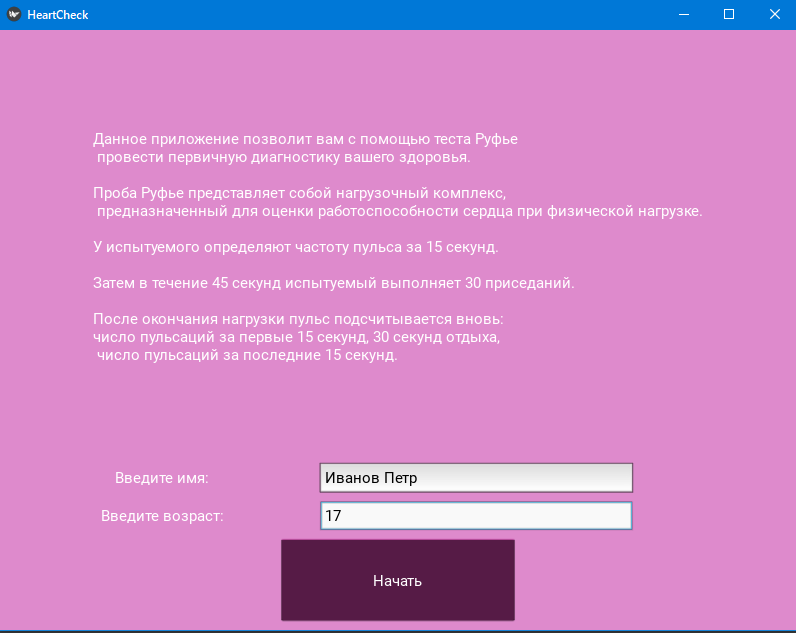 HeartCheck
Данное приложение позволит вам с помощью теста Руфье
провести первичную диагностику вашего здоровья.
Проба Руфье представляет собой нагрузочный комплекс,
предназначенный для оценки работоспособности сердца при физической нагрузке.
У испытуемого определяют частоту пульса за 15 секунд.
Затем в течение 45 секунд испытуемый выполняет 30 приседаний.
После окончания нагрузки пульс подсчитывается вновь:
число пульсаций за первые 15 секунд, 30 секунд отдыха,
число пульсаций за последние 15 секунд.
Введите имя: Иванов Петр
Введите возраст: 17
Начать